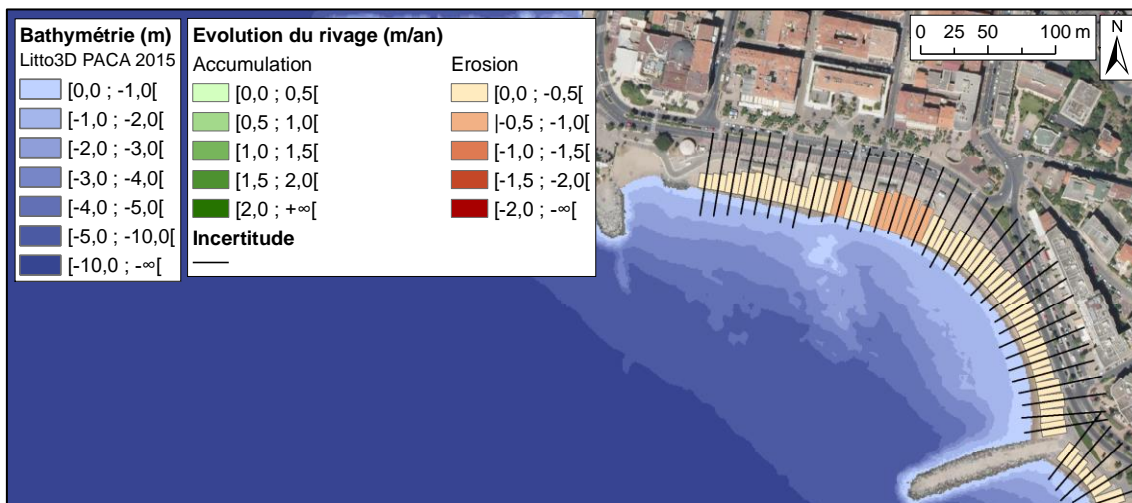 Bathymétrie (m)
Litto3D PACA 2015
[0,0 ; -1,0[
[-1,0 ; -2,0[
[-2,0 ; -3,0[
[-3,0 ; -4,0[
[-4,0 ; -5,0[
[-5,0 ; -10,0[
[-10,0 ; -∞[
Evolution du rivage (m/an)
Accumulation
[0,0 ; 0,5[
[0,5 ; 1,0[
[1,0 ; 1,5[
[1,5 ; 2,0[
[2,0 ; +∞[
Incertitude
Erosion
[0,0 ; -0,5[
|-0,5 ; -1,0[
[-1,0 ; -1,5[
[-1,5 ; -2,0[
[-2,0 ; -∞[
0 25 50 100 m
N